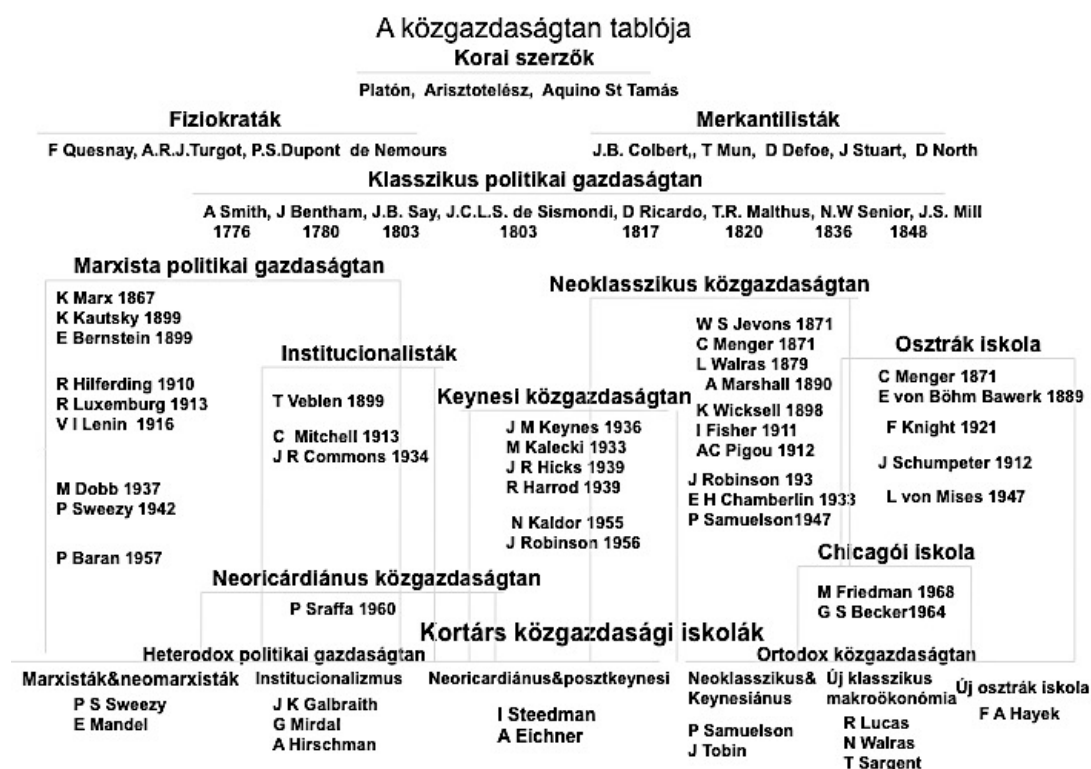 A közgazdaságtan tablója
Korai szerzők
Platón, Arisztotelész, Aquino St Tamás
Fiziokraták
F Quesnay, A.R.J.Turgot, P.S.Dupont de Nemours
Merkantilisták
J.B. Colbert,, T Mun, D Defoe, J Stuart, D North
Klasszikus politikai gazdaságtan
A Smith, J Bentham, J.B. Say, J.C.L.S. de Sismondi, D Ricardo, T.R. Malthus, N.W Senior, J.S. Mill
1776 1780 1803 1803 1817 1820 1836 1848
Marxista politikai gazdaságtan
K Marx 1867
K Kautsky 1899
E Bernstein 1899
R Hilferding 1910
R Luxemburg 1913
V I Lenin 1916
M Dobb 1937
P Sweezy 1942
P Baran 1957
Institucionalisták
T Veblen 1899
C Mitchell 1913
J R Commons 1934
Keynesi közgazdaságtan
J M Keynes 1936
M Kalecki 1933
J R Hicks 1939
R Harrod 1939
N Kaldor 1955
J Robinson 1956
Neoklasszikus közgazdaságtan
W S Jevons 1871
C Menger 1871
L Walras 1879
A Marshall 1890
K Wicksell 1898
I Fisher 1911
AC Pigou 1912
J Robinson 193
E H Chamberlin 1933
P Samuelson1947
Osztrák iskola
C Menger 1871
E von Böhm Bawerk 1889
F Knight 1921
J Schumpeter 1912
L von Mises 1947
Chicagói iskola
M Friedman 1968
G S Becker1964
Neoricárdiánus közgazdaságtan
P Sraffa 1960
Kortárs közgazdasági iskolák
Heterodox politikai gazdaságtan
Ortodox közgazdaságtan
Marxisták&neomarxisták
P S Sweezy
E Mandel
Institucionalizmus
J K Galbraith
G Mirdal
A Hirschman
Neoricardiánus&posztkeynesi
I Steedman
A Eichner
Neoklasszikus&
Keynesiánus
P Samuelson
J Tobin
Új klasszikus
makroökonómia
R Lucas
N Walras
T Sargent
Új osztrák iskola
F A Hayek